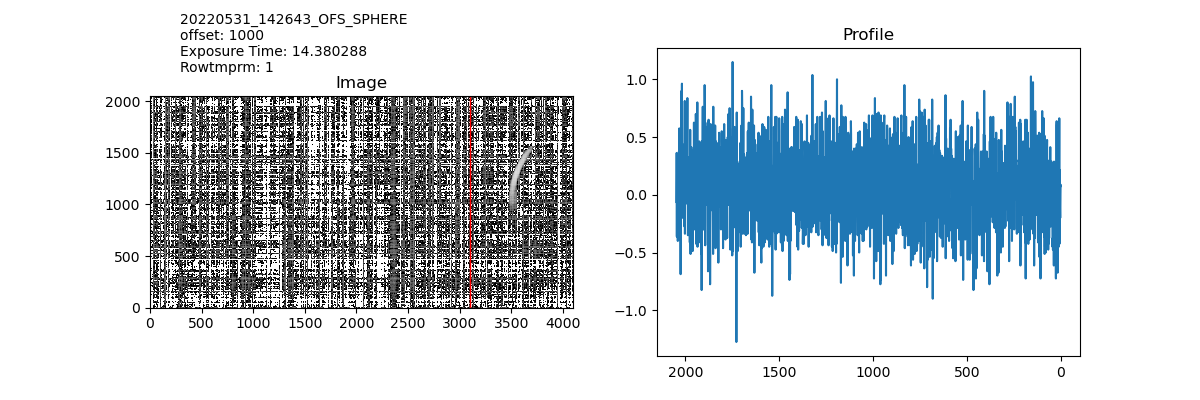 20220531_142643_OFS_SPHERE
offset: 1000
Exposure Time: 14.380288
Rowtmprm: 1
Image
2000
1500
1000
500
0
0 500 1000 1500 2000 2500 3000 3500 4000
Profile
1.0
0.5
0.0
−0.5
−1.0
2000 1500 1000 500 0